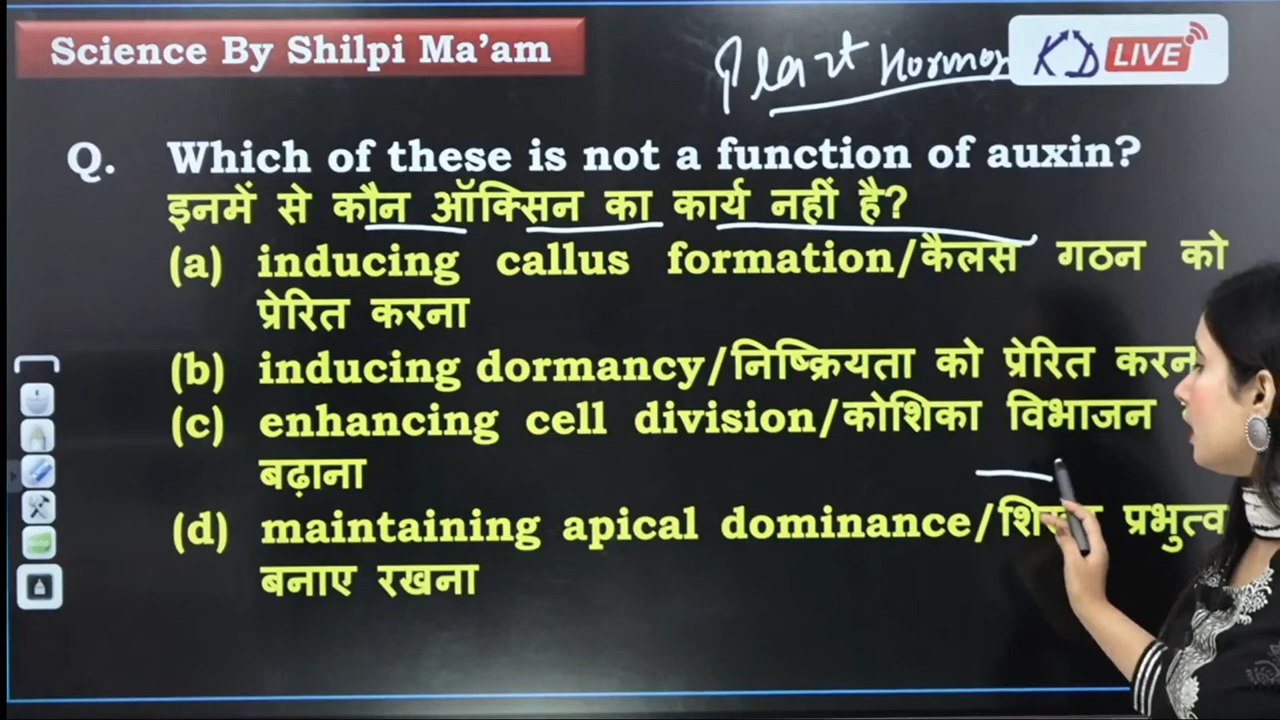 Science By Shilpi Ma'am
Plant Hormon
KD LIVE
Q. Which of these is not a function of auxin?
इनमें से कौन ऑक्सिन का कार्य नहीं है?
(a) inducing callus formation/कैलस गठन को
प्रेरित करना
(b) inducing dormancy/निष्क्रियता को प्रेरित करन
(c) enhancing cell division/कोशिका विभाजन
बढ़ाना
(d) maintaining apical dominance/ प्रभुत्व
बनाए रखना